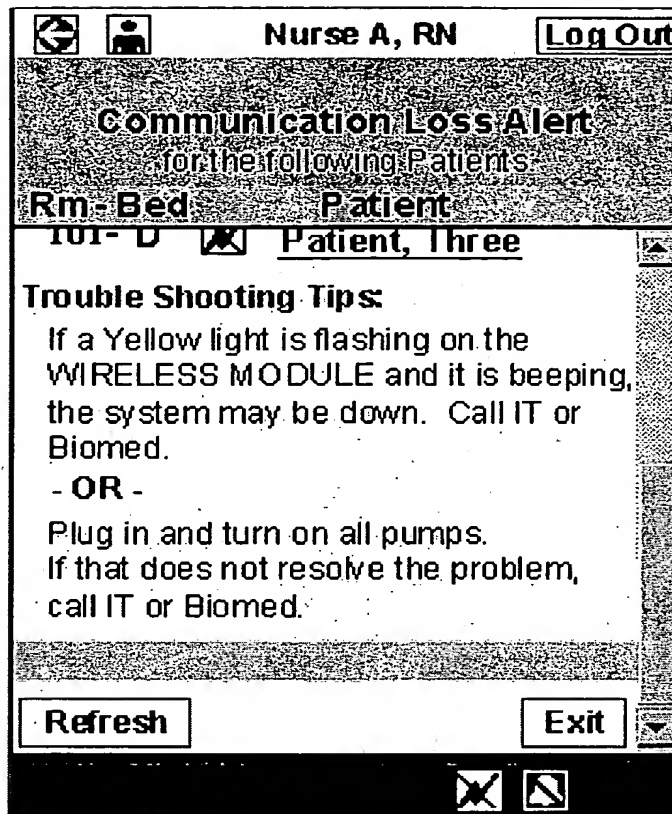 Nurse A, RN Log Out
Communication Loss Alert
for the following Patients:
Rm-Bed Patient
101- D Patient, Three
Trouble Shooting Tips:
If a Yellow light is flashing on the
WIRELESS MODULE and it is beeping,
the system may be down. Call IT or
Biomed.
- OR -
Plug in and turn on all pumps.
If that does not resolve the problem,
call IT or Biomed.
Refresh Exit